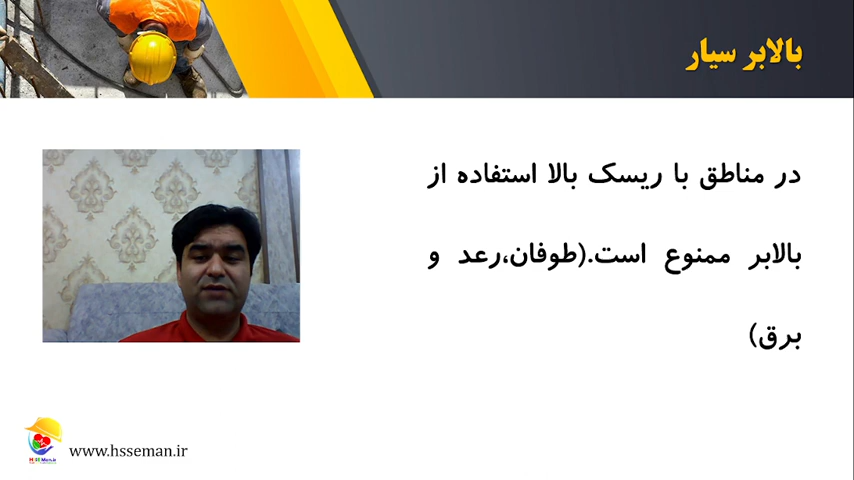 بالابر سیار
در مناطق با ریسک بالا استفاده از
بالابر ممنوع است.(طوفان،رعد و
برق)
www.hsseman.ir